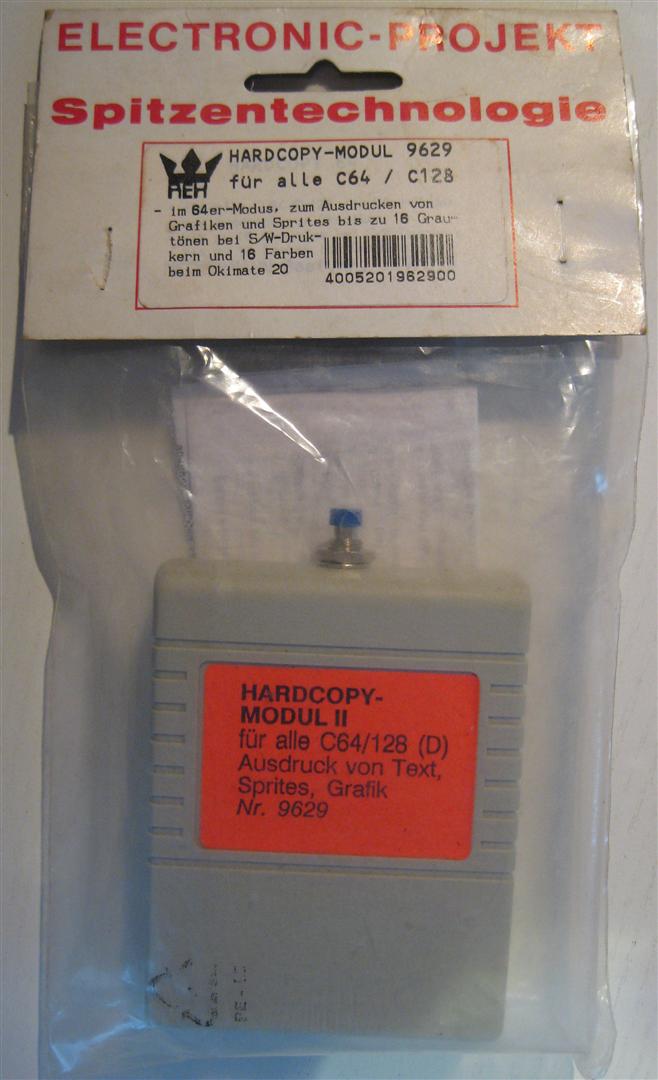 ELECTRONIC-PROJEKT
Spitzentechnologie
REH
HARDCOPY-MODUL 9629
für alle C64 / C128
- im 64er-Modus, zum Ausdrucken von
Grafiken und Sprites bis zu 16 Grau-
tönen bei S/W-Druk-
kern und 16 Farben
beim Okimate 20
4005201962900
HARDCOPY-
MODUL II
für alle C64/128 (D)
Ausdruck von Text,
Sprites, Grafik
Nr. 9629